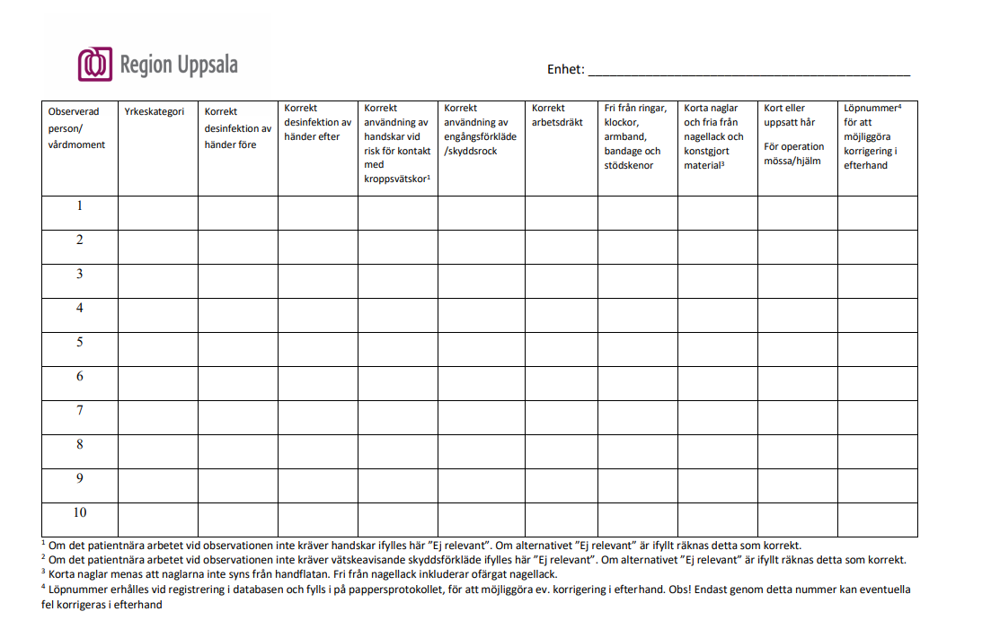 Region Uppsala
Enhet: _______________________________________________
Observerad
person/
vårdmoment
Yrkeskategori
Korrekt
desinfektion av
händer före
Korrekt
desinfektion av
händer efter
Korrekt
användning av
handskar vid
risk för kontakt
med
kroppsvätskor¹
Korrekt
användning av
engångsförkläde
/skyddsrock
Korrekt
arbetsdräkt
Fri från ringar,
klockor,
armband,
bandage och
stödskenor
Korta naglar
och fria från
nagellack och
konstgjort
material³
Kort eller
uppsatt hår
För operation
mössa/hjälm
Löpnummer⁴
för att
möjliggöra
korrigering i
efterhand
1
2
3
4
5
6
7
8
9
10
¹ Om det patientnära arbetet vid observationen inte kräver handskar ifylles här ”Ej relevant”. Om alternativet ”Ej relevant” är ifyllt räknas detta som korrekt.
² Om det patientnära arbetet vid observationen inte kräver vätskeavisande skyddsförkläde ifylles här ”Ej relevant”. Om alternativet ”Ej relevant” är ifyllt räknas detta som korrekt.
³ Korta naglar menas att naglarna inte syns från handflatan. Fri från nagellack inkluderar ofärgat nagellack.
⁴ Löpnummer erhålles vid registrering i databasen och fylls i på pappersprotokollet, för att möjliggöra ev. korrigering i efterhand. Obs! Endast genom detta nummer kan eventuella
fel korrigeras i efterhand